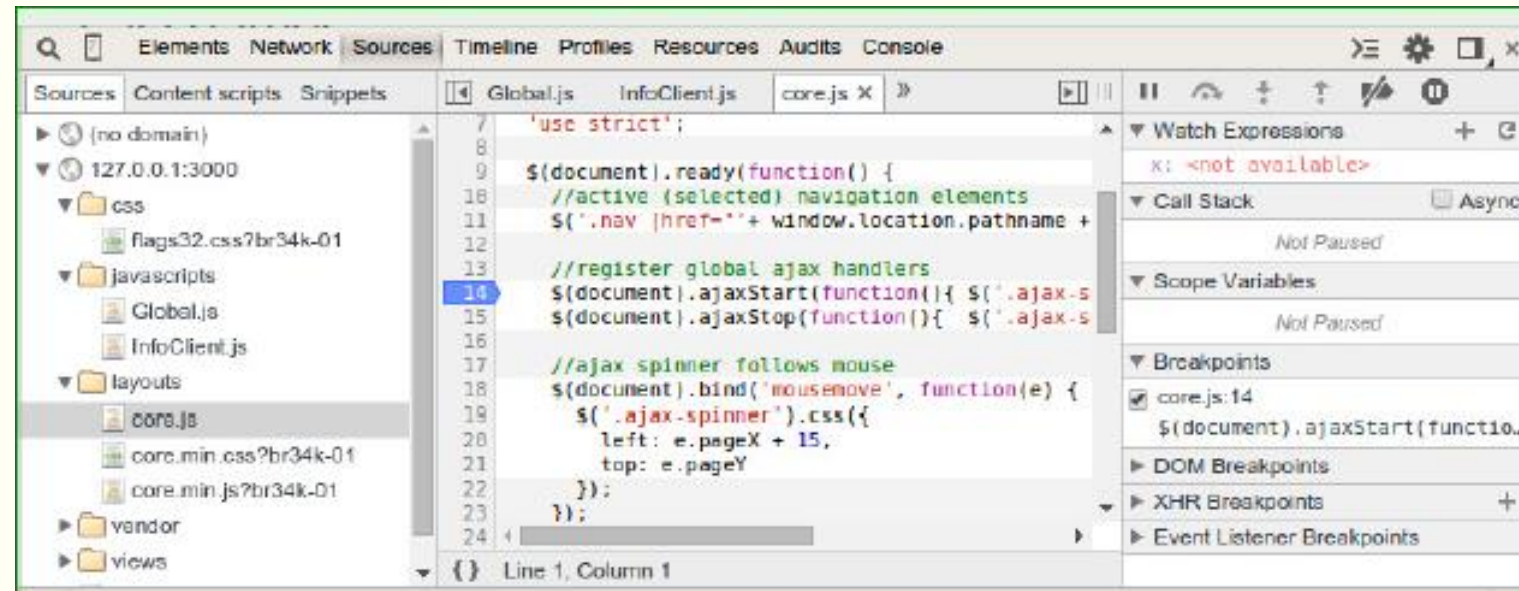 Elements Network Sources Timeline Profiles Resources Audits Console
Sources Content scripts Snippets
(no domain)
127.0.0.1:3000
css
flags32.css?br34k-01
javascripts
Global.js
InfoClient.js
layouts
core.js
core.min.css?br34k-01
core.min.js?br34k-01
vendor
views
Global.js InfoClient.js core.js ×
7 'use strict';
8
9 $(document).ready(function() {
10 //active (selected) navigation elements
11 $('.nav [href="'+ window.location.pathname +
12
13 //register global ajax handlers
14 $(document).ajaxStart(function(){ $('.ajax-s
15 $(document).ajaxStop(function(){ $('.ajax-s
16
17 //ajax spinner follows mouse
18 $(document).bind('mousemove', function(e) {
19 $('.ajax-spinner').css({
20 left: e.pageX + 15,
21 top: e.pageY
22 });
23 });
24
{} Line 1, Column 1
Watch Expressions
x: <not available>
Call Stack Async
Not Paused
Scope Variables
Not Paused
Breakpoints
core.js:14
$(document).ajaxStart(functio…
DOM Breakpoints
XHR Breakpoints
Event Listener Breakpoints